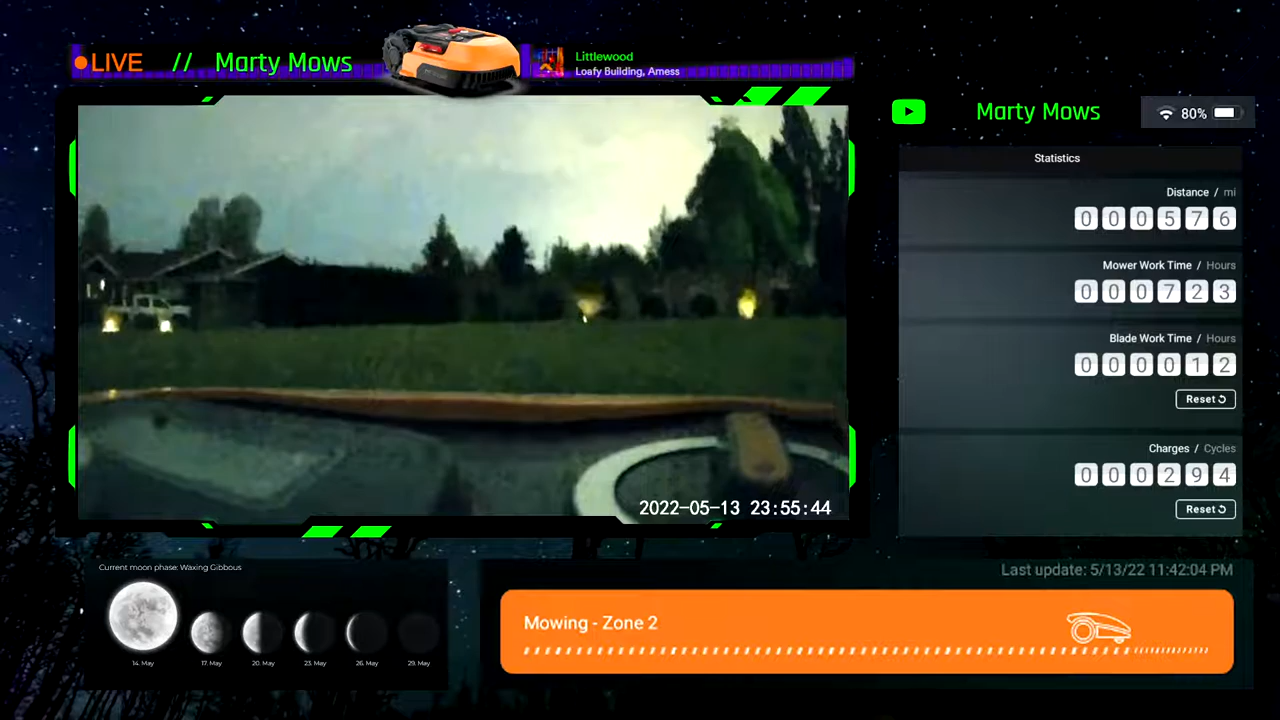 LIVE // Marty Mows
Littlewood
Loafy Building, Amess
Marty Mows
80%
Statistics
Distance / mi
000576
Mower Work Time / Hours
000723
Blade Work Time / Hours
000012
Reset
Charges / Cycles
000294
Reset
2022-05-13 23:55:44
Current moon phase: Waxing Gibbous
14. May 17. May 20. May 23. May 26. May 29. May
Last update: 5/13/22 11:42:04 PM
Mowing - Zone 2